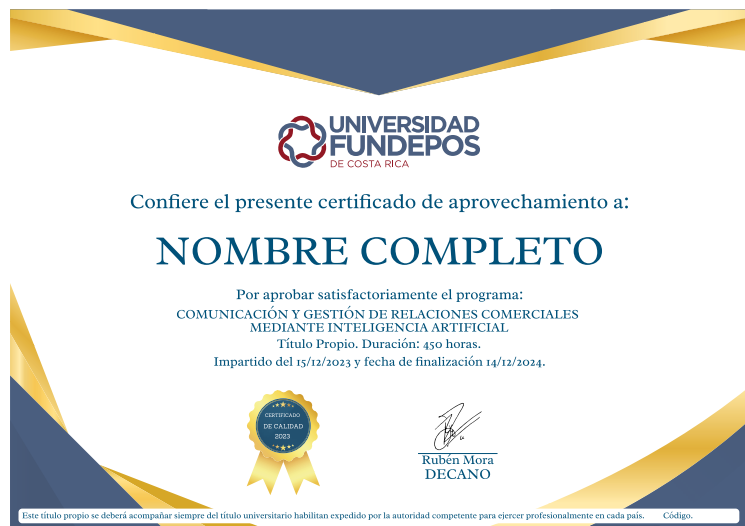 UNIVERSIDAD
FUNDEPOS
DE COSTA RICA
Confiere el presente certificado de aprovechamiento a:
NOMBRE COMPLETO
Por aprobar satisfactoriamente el programa:
COMUNICACIÓN Y GESTIÓN DE RELACIONES COMERCIALES
MEDIANTE INTELIGENCIA ARTIFICIAL
Título Propio. Duración: 450 horas.
Impartido del 15/12/2023 y fecha de finalización 14/12/2024.
CERTIFICADO
DE CALIDAD
2023
Rubén Mora
DECANO
Este título propio se deberá acompañar siempre del título universitario habilitan expedido por la autoridad competente para ejercer profesionalmente en cada país. Código.